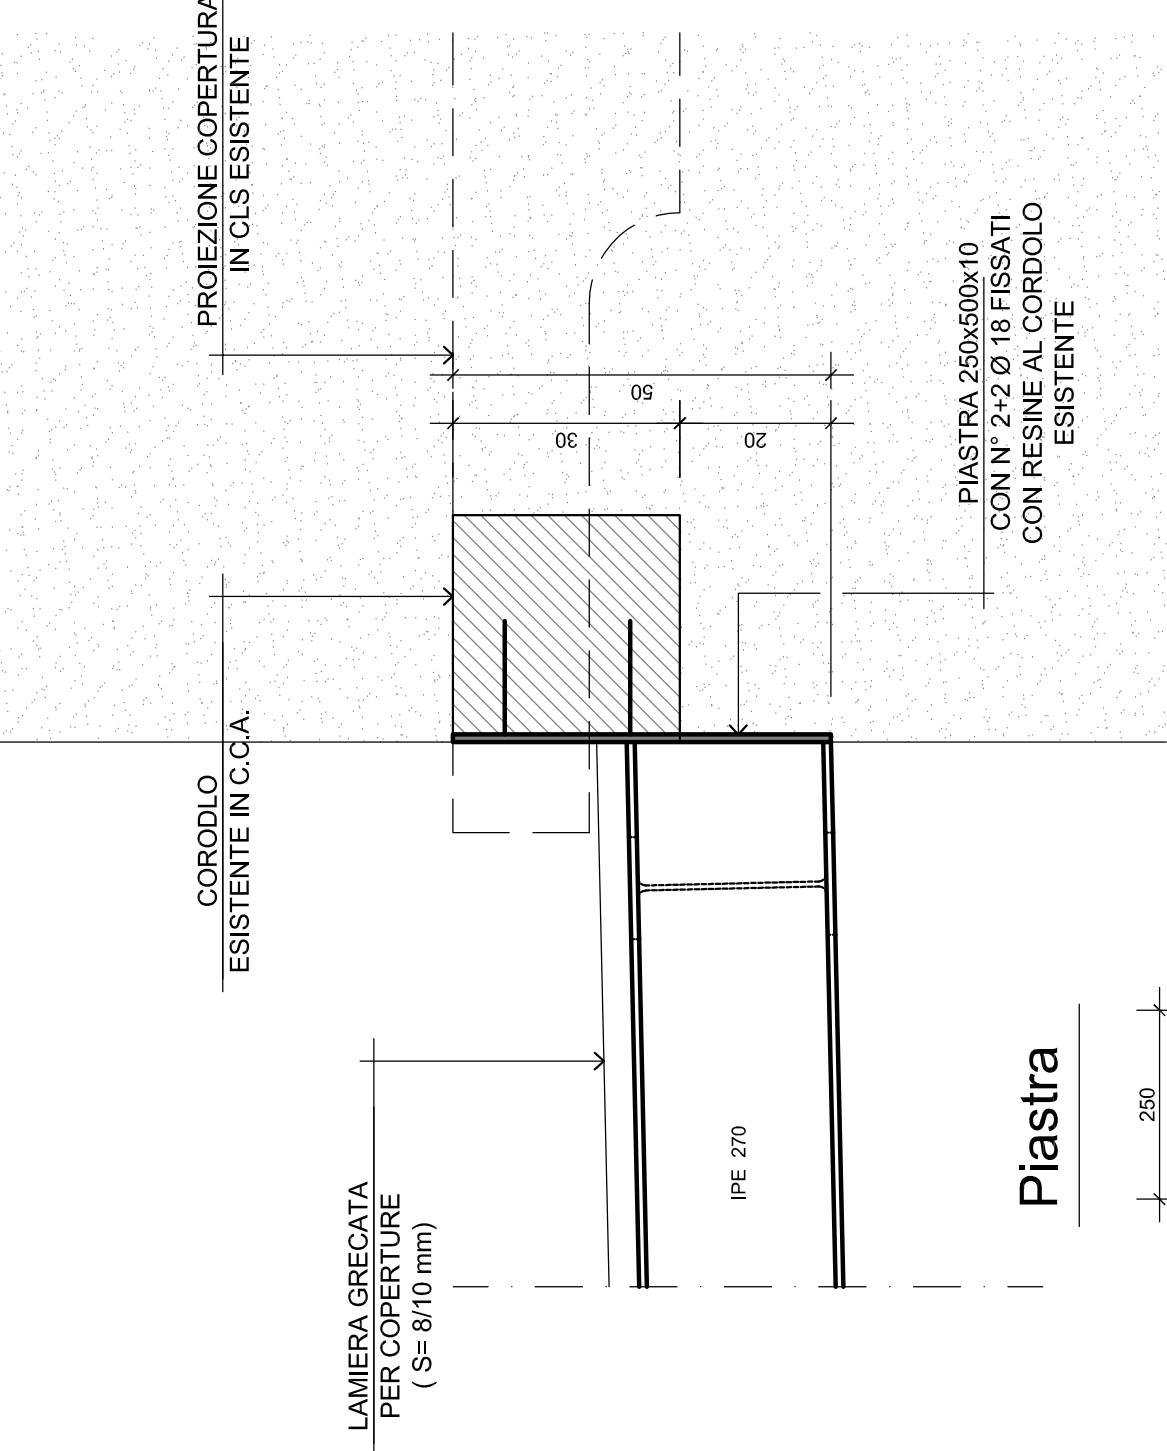 PROIEZIONE COPERTURA
IN CLS ESISTENTE
CORODLO
ESISTENTE IN C.C.A.
LAMIERA GRECATA
PER COPERTURE
( S= 8/10 mm)
50
30
20
PIASTRA 250x500x10
CON N° 2+2 Ø 18 FISSATI
CON RESINE AL CORDOLO
ESISTENTE
IPE 270
Piastra
250